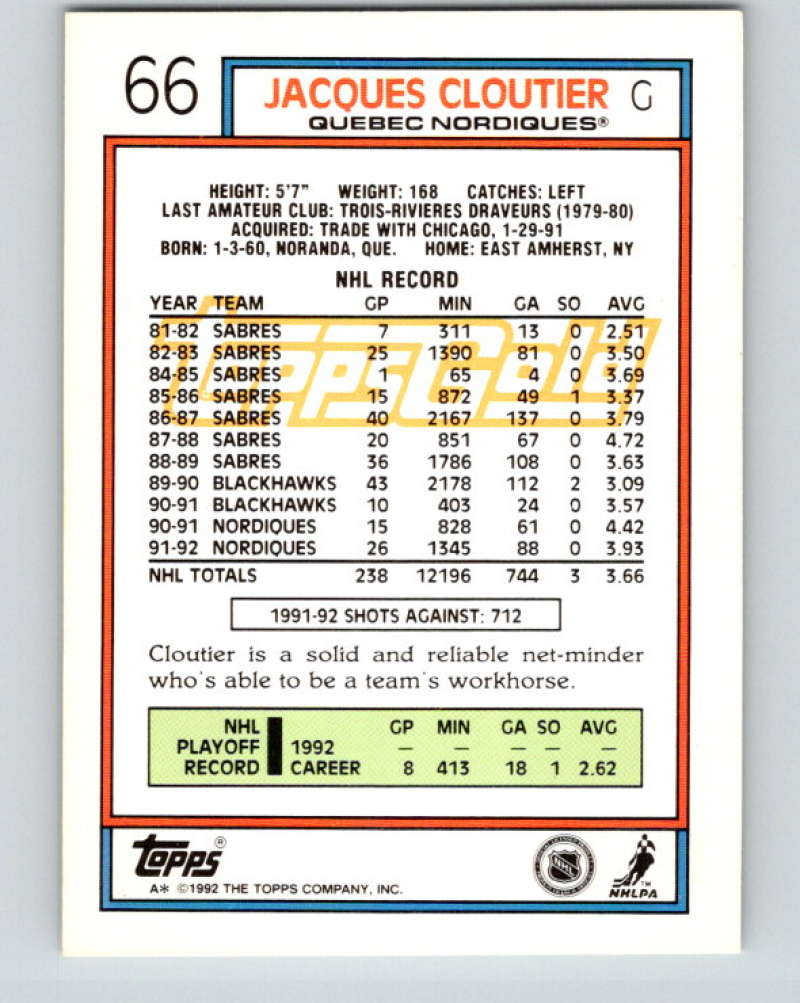 66 JACQUES CLOUTIER G
QUEBEC NORDIQUES®
HEIGHT: 5'7" WEIGHT: 168 CATCHES: LEFT
LAST AMATEUR CLUB: TROIS-RIVIERES DRAVEURS (1979-80)
ACQUIRED: TRADE WITH CHICAGO, 1-29-91
BORN: 1-3-60, NORANDA, QUE. HOME: EAST AMHERST, NY
NHL RECORD
YEAR TEAM GP MIN GA SO AVG
81-82 SABRES 7 311 13 0 2.51
82-83 SABRES 25 1390 81 0 3.50
84-85 SABRES 1 65 4 0 3.69
85-86 SABRES 15 872 49 1 3.37
86-87 SABRES 40 2167 137 0 3.79
87-88 SABRES 20 851 67 0 4.72
88-89 SABRES 36 1786 108 0 3.63
89-90 BLACKHAWKS 43 2178 112 2 3.09
90-91 BLACKHAWKS 10 403 24 0 3.57
90-91 NORDIQUES 15 828 61 0 4.42
91-92 NORDIQUES 26 1345 88 0 3.93
NHL TOTALS 238 12196 744 3 3.66
ToppsGold
1991-92 SHOTS AGAINST: 712
Cloutier is a solid and reliable net-minder
who's able to be a team's workhorse.
NHL GP MIN GA SO AVG
PLAYOFF 1992 — — — — —
RECORD CAREER 8 413 18 1 2.62
TOPPS®
A* ©1992 THE TOPPS COMPANY, INC.
NHL
NHLPA™